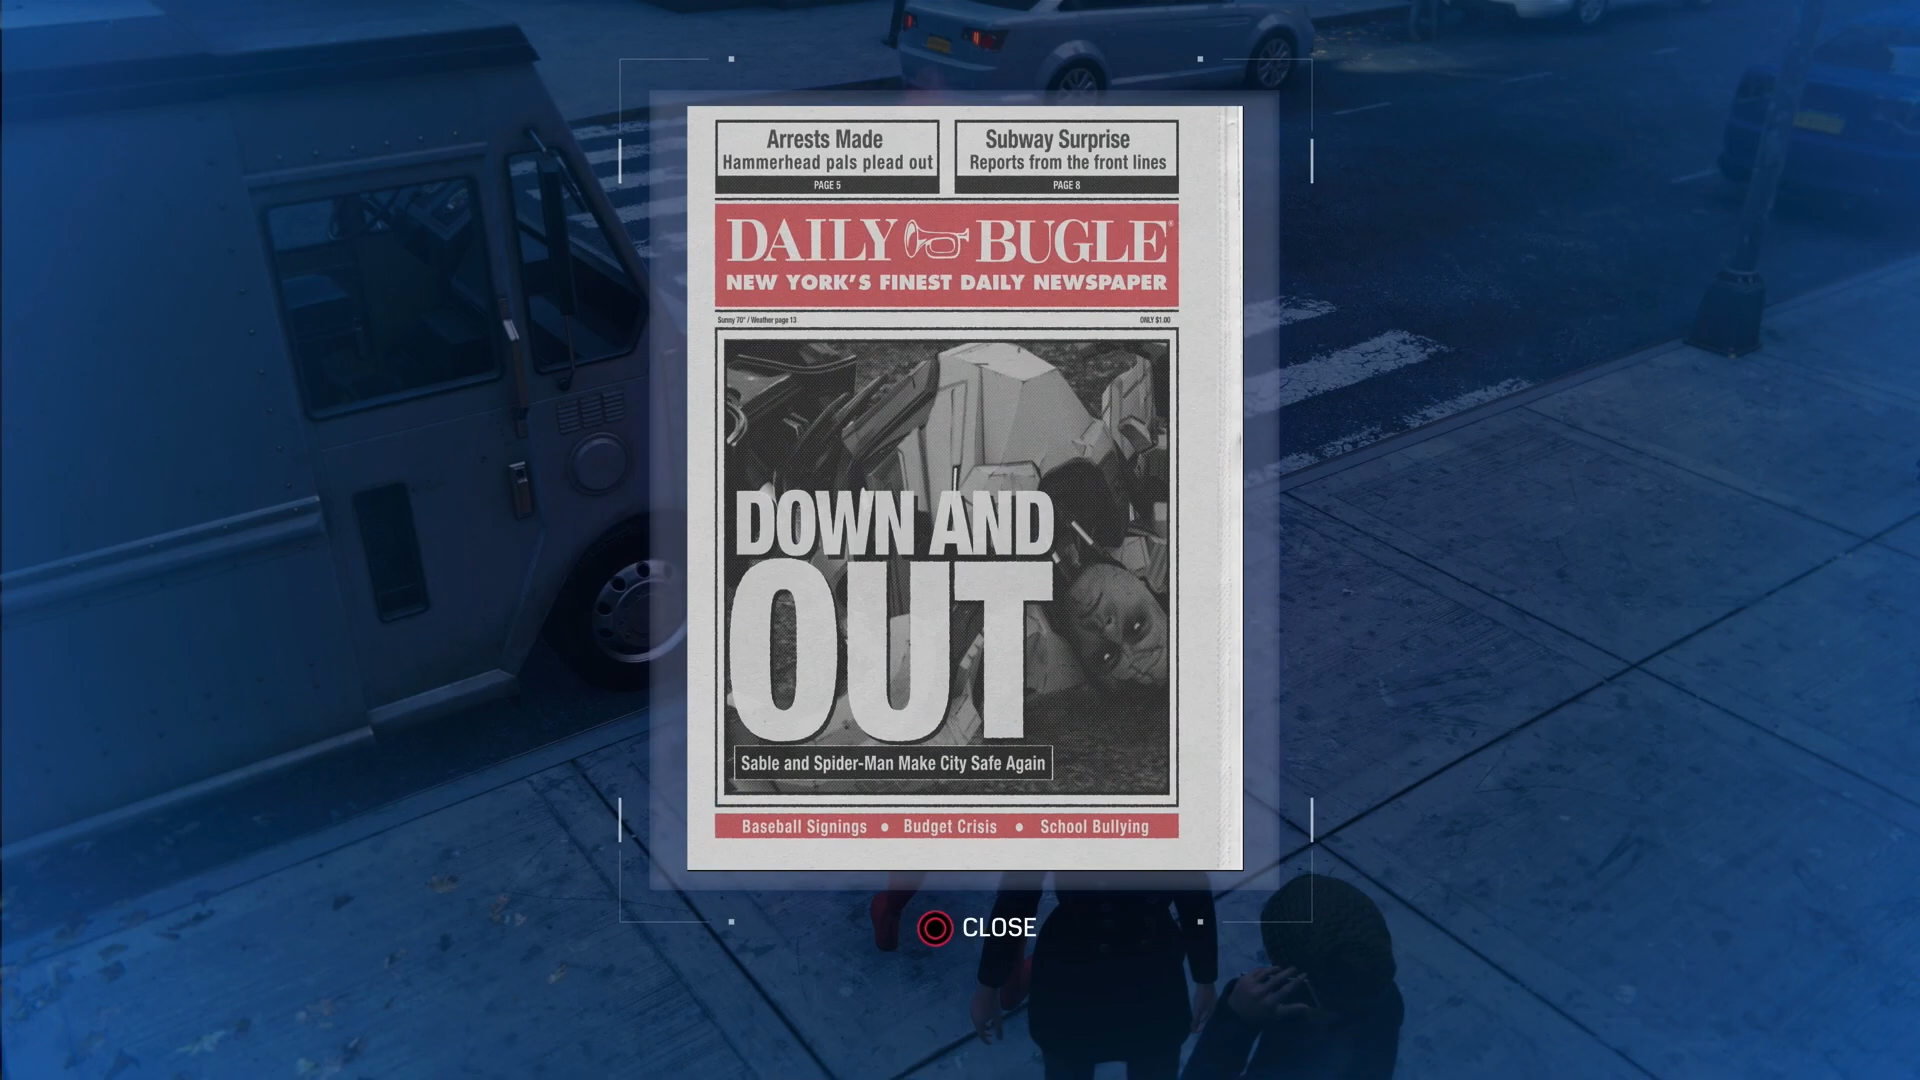 Arrests Made
Hammerhead pals plead out
PAGE 5
Subway Surprise
Reports from the front lines
PAGE 8
DAILY BUGLE
NEW YORK'S FINEST DAILY NEWSPAPER
Sunny 70° / Weather page 13
ONLY $1.00
DOWN AND
OUT
Sable and Spider-Man Make City Safe Again
Baseball Signings • Budget Crisis • School Bullying
CLOSE